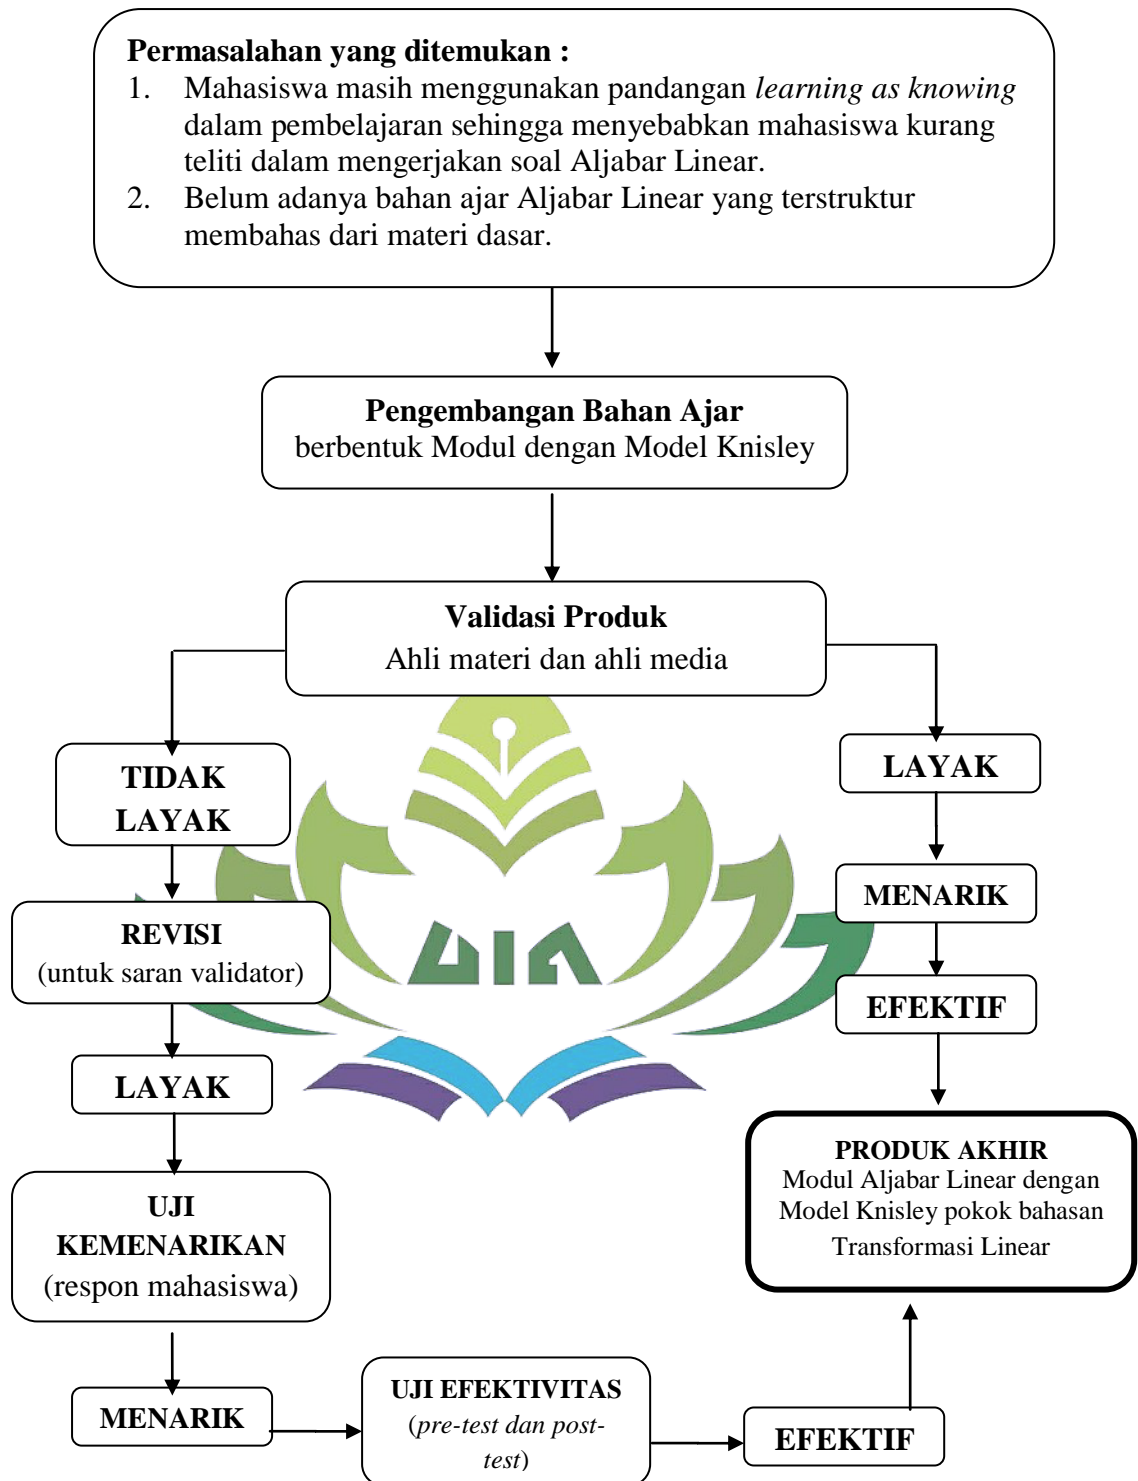 Permasalahan yang ditemukan :
1. Mahasiswa masih menggunakan pandangan learning as knowing
dalam pembelajaran sehingga menyebabkan mahasiswa kurang
teliti dalam mengerjakan soal Aljabar Linear.
2. Belum adanya bahan ajar Aljabar Linear yang terstruktur
membahas dari materi dasar.
Pengembangan Bahan Ajar
berbentuk Modul dengan Model Knisley
Validasi Produk
Ahli materi dan ahli media
TIDAK
LAYAK
REVISI
(untuk saran validator)
LAYAK
UJI
KEMENARIKAN
(respon mahasiswa)
MENARIK
UJI EFEKTIVITAS
(pre-test dan post-
test)
EFEKTIF
LAYAK
MENARIK
EFEKTIF
PRODUK AKHIR
Modul Aljabar Linear dengan
Model Knisley pokok bahasan
Transformasi Linear